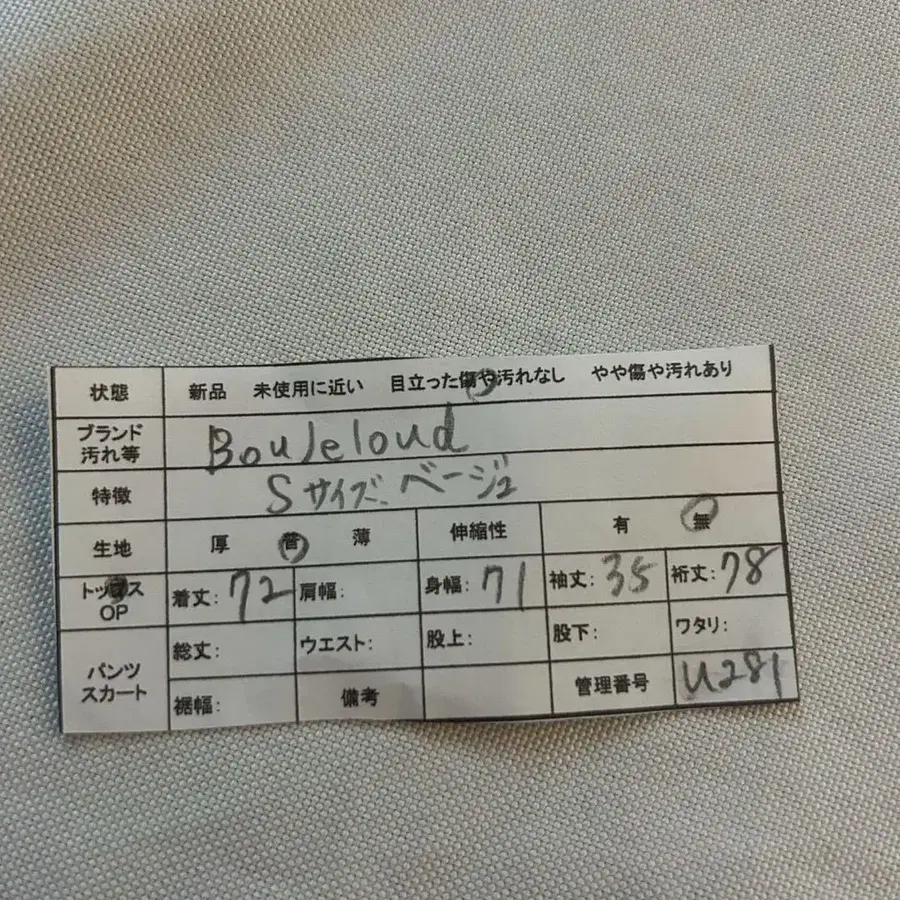 状態 新品 未使用に近い 目立った傷や汚れなし やや傷や汚れあり
ブランド
汚れ等 BouJeloud
特徴 Sサイズ、ベージュ
生地 厚 普 薄 伸縮性 有 無
トップス
OP 着丈: 72 肩幅: 身幅: 71 袖丈: 35 裄丈: 78
パンツ
スカート 総丈: ウエスト: 股上: 股下: ワタリ:
裾幅: 備考 管理番号 U281